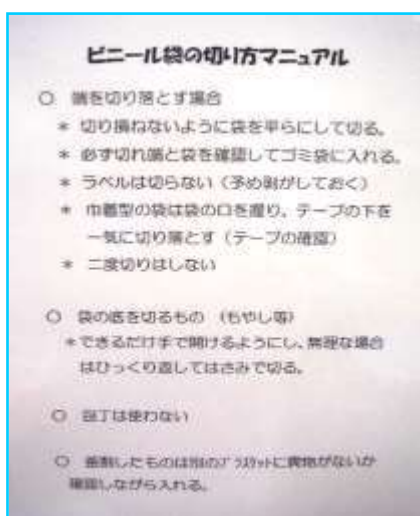 ビニール袋の切り方マニュアル
○ 端を切り落とす場合
* 切り損ねないように袋を平らにして切る。
* 必ず切れ端と袋を確認してゴミ袋に入れる。
* ラベルは切らない（予め剥がしておく）
* 巾着型の袋は袋の口を握り、テープの下を
一気に切り落とす（テープの確認）
* 二度切りはしない
○ 袋の底を切るもの （もやし等）
*できるだけ手で開けるようにし、無理な場合
はひっくり返してはさみで切る。
○ 包丁は使わない
○ 開封したものは別のバスケットに異物がないか
確認しながら入れる。